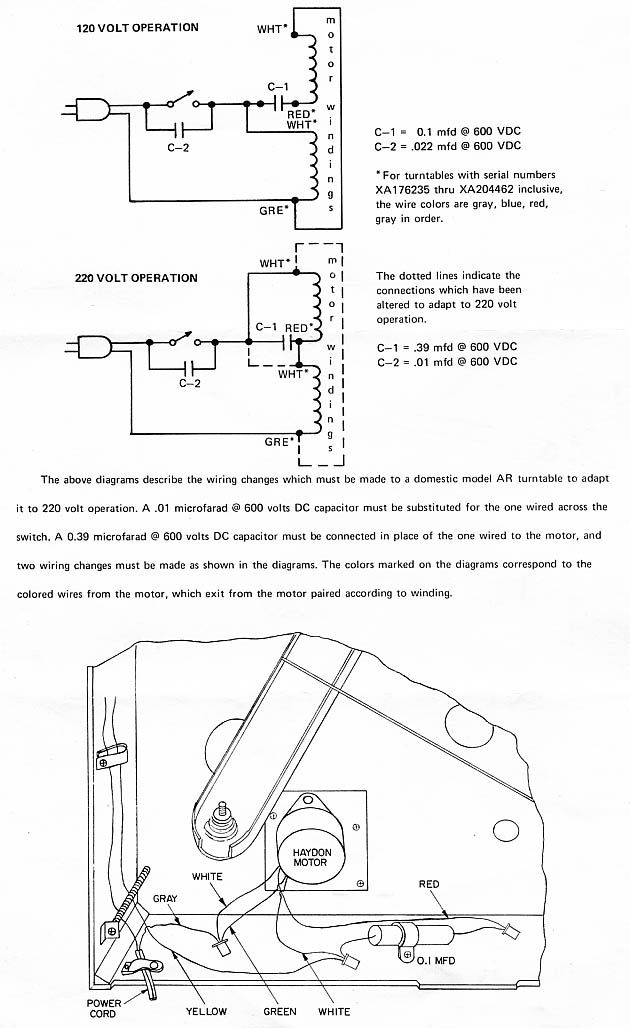 120 VOLT OPERATION
WHT*
motor windings
C–1
RED*
WHT*
C–2
GRE*
C–1 = 0.1 mfd @ 600 VDC
C–2 = .022 mfd @ 600 VDC
*For turntables with serial numbers
XA176235 thru XA204462 inclusive,
the wire colors are gray, blue, red,
gray in order.
220 VOLT OPERATION
WHT*
motor windings
C–1 RED*
WHT*
C–2
GRE*
The dotted lines indicate the
connections which have been
altered to adapt to 220 volt
operation.
C–1 = .39 mfd @ 600 VDC
C–2 = .01 mfd @ 600 VDC
The above diagrams describe the wiring changes which must be made to a domestic model AR turntable to adapt
it to 220 volt operation. A .01 microfarad @ 600 volts DC capacitor must be substituted for the one wired across the
switch. A 0.39 microfarad @ 600 volts DC capacitor must be connected in place of the one wired to the motor, and
two wiring changes must be made as shown in the diagrams. The colors marked on the diagrams correspond to the
colored wires from the motor, which exit from the motor paired according to winding.
HAYDON
MOTOR
WHITE
GRAY
RED
0.1 MFD
POWER
CORD
YELLOW
GREEN
WHITE